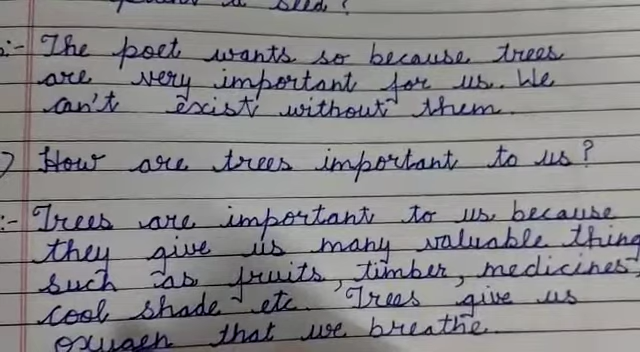 a seed?
:- The poet wants so because trees
are very important for us. We
can't exist without them.
) How are trees important to us?
:- Trees are important to us because
they give us many valuable thing
such as fruits, timber, medicines,
cool shade etc. Trees give us
oxygen that we breathe.